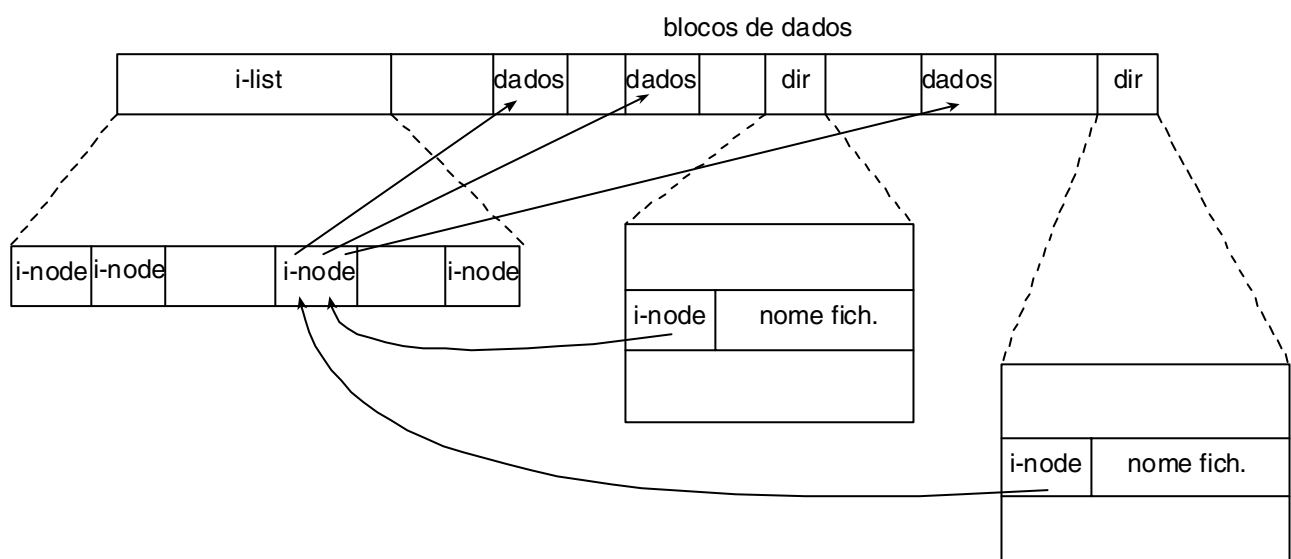 blocos de dados
i-list
dados
dados
dir
dados
dir
i-node
i-node
i-node
i-node
i-node
nome fich.
i-node
nome fich.